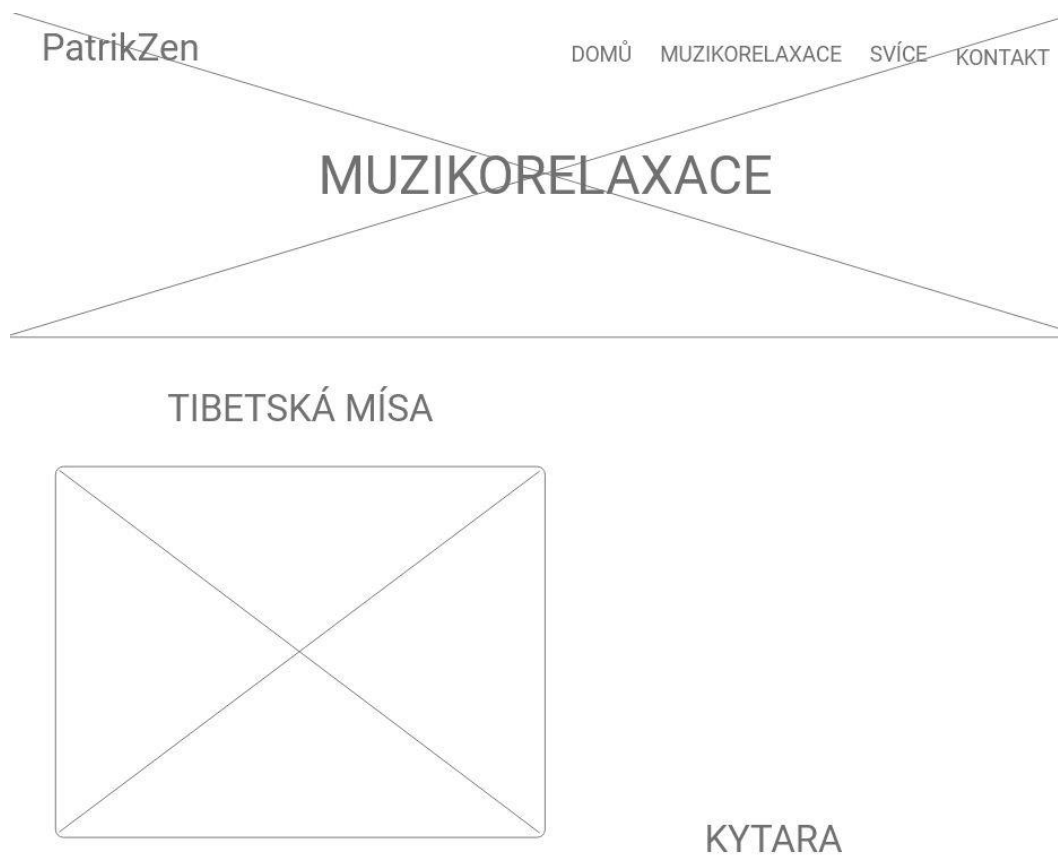 PatrikZen
DOMŮ MUZIKORELAXACE SVÍCE KONTAKT
MUZIKORELAXACE
TIBETSKÁ MÍSA
KYTARA